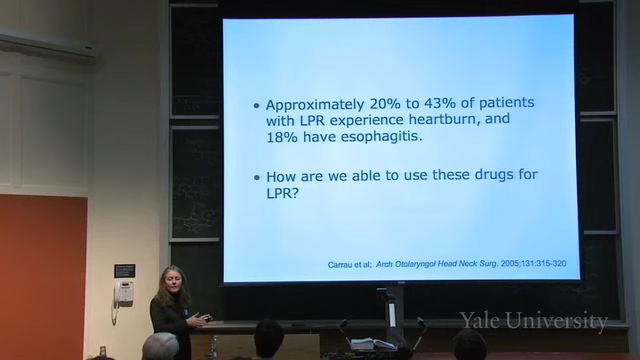 • Approximately 20% to 43% of patients
with LPR experience heartburn, and
18% have esophagitis.
• How are we able to use these drugs for
LPR?
Carrau et al; Arch Otolaryngol Head Neck Surg. 2005;131:315-320
Yale University